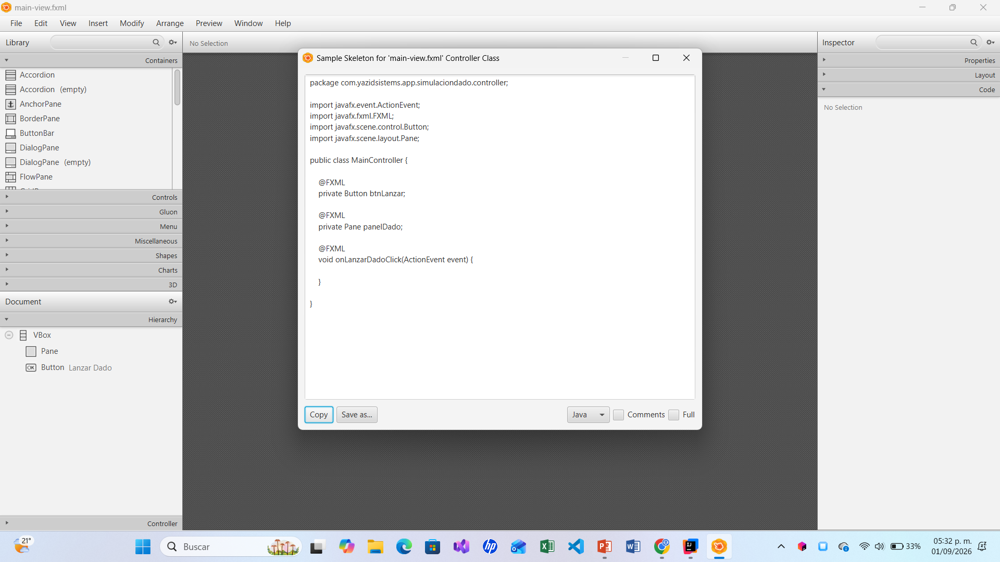 main-view.fxml
File Edit View Insert Modify Arrange Preview Window Help
Library
No Selection
Inspector
Containers
Accordion
Accordion (empty)
AnchorPane
BorderPane
ButtonBar
DialogPane
DialogPane (empty)
FlowPane
Controls
Gluon
Menu
Miscellaneous
Shapes
Charts
3D
Document
Hierarchy
VBox
Pane
Button Lanzar Dado
Controller
Sample Skeleton for 'main-view.fxml' Controller Class
package com.yazidsistems.app.simulaciondado.controller;
import javafx.event.ActionEvent;
import javafx.fxml.FXML;
import javafx.scene.control.Button;
import javafx.scene.layout.Pane;
public class MainController {
@FXML
private Button btnLanzar;
@FXML
private Pane panelDado;
@FXML
void onLanzarDadoClick(ActionEvent event) {
}
}
Copy Save as... Java Comments Full
Properties
Layout
Code
No Selection
21°
Buscar
33%
05:32 p. m.
01/09/2026